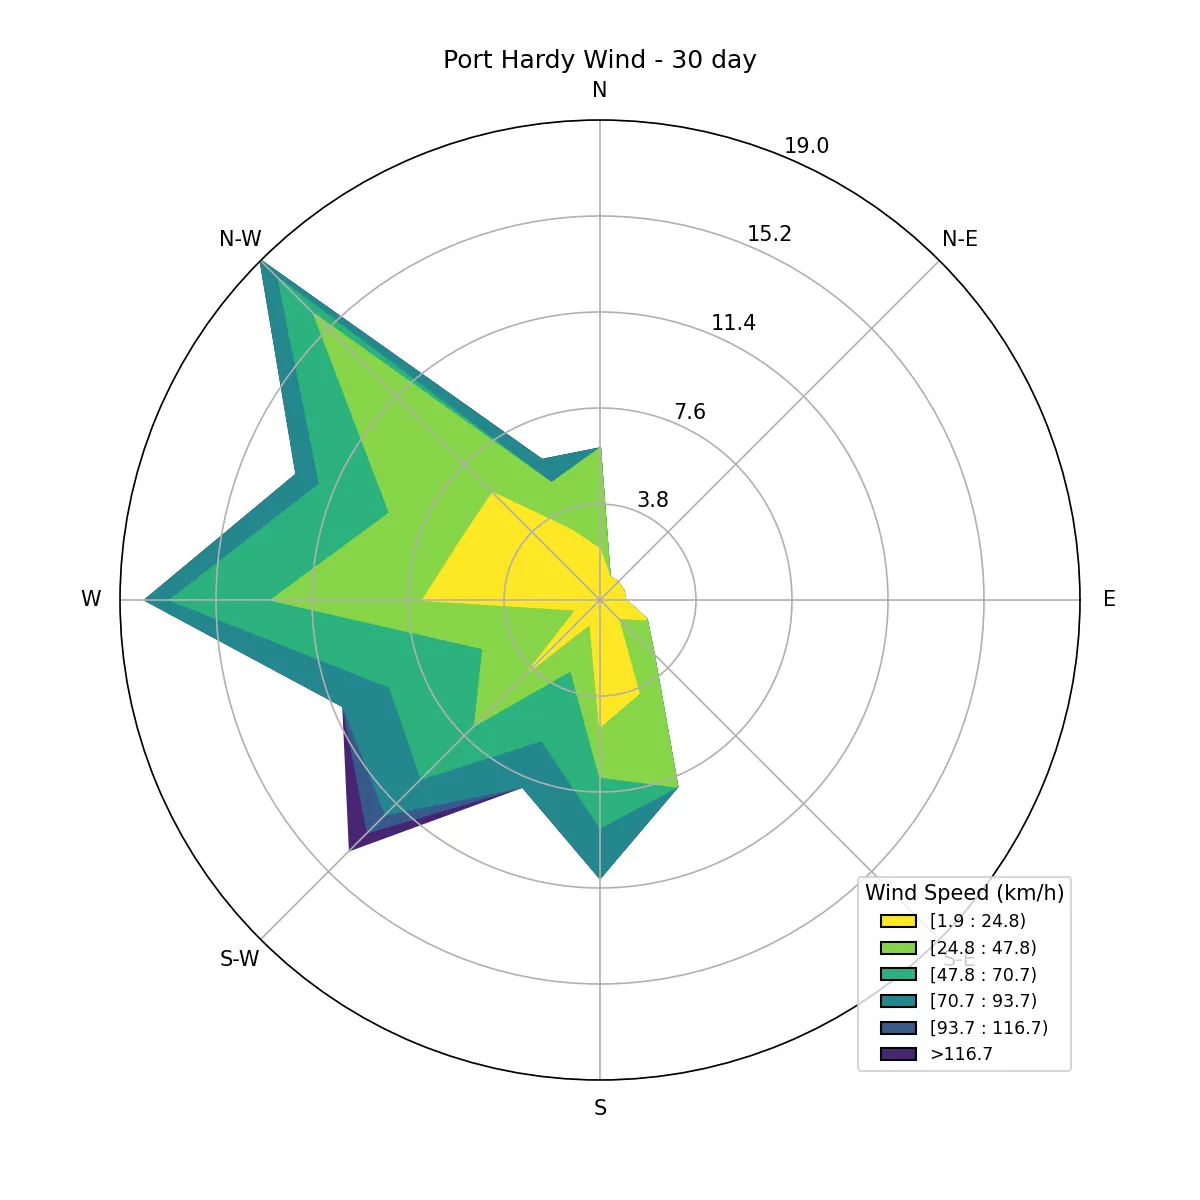 Port Hardy Wind - 30 day
N
19.0
15.2
N-W
N-E
11.4
7.6
3.8
W
E
Wind Speed (km/h)
[1.9 : 24.8)
[24.8 : 47.8)
S-W
S-E
[47.8 : 70.7)
[70.7 : 93.7)
[93.7 : 116.7)
>116.7
S